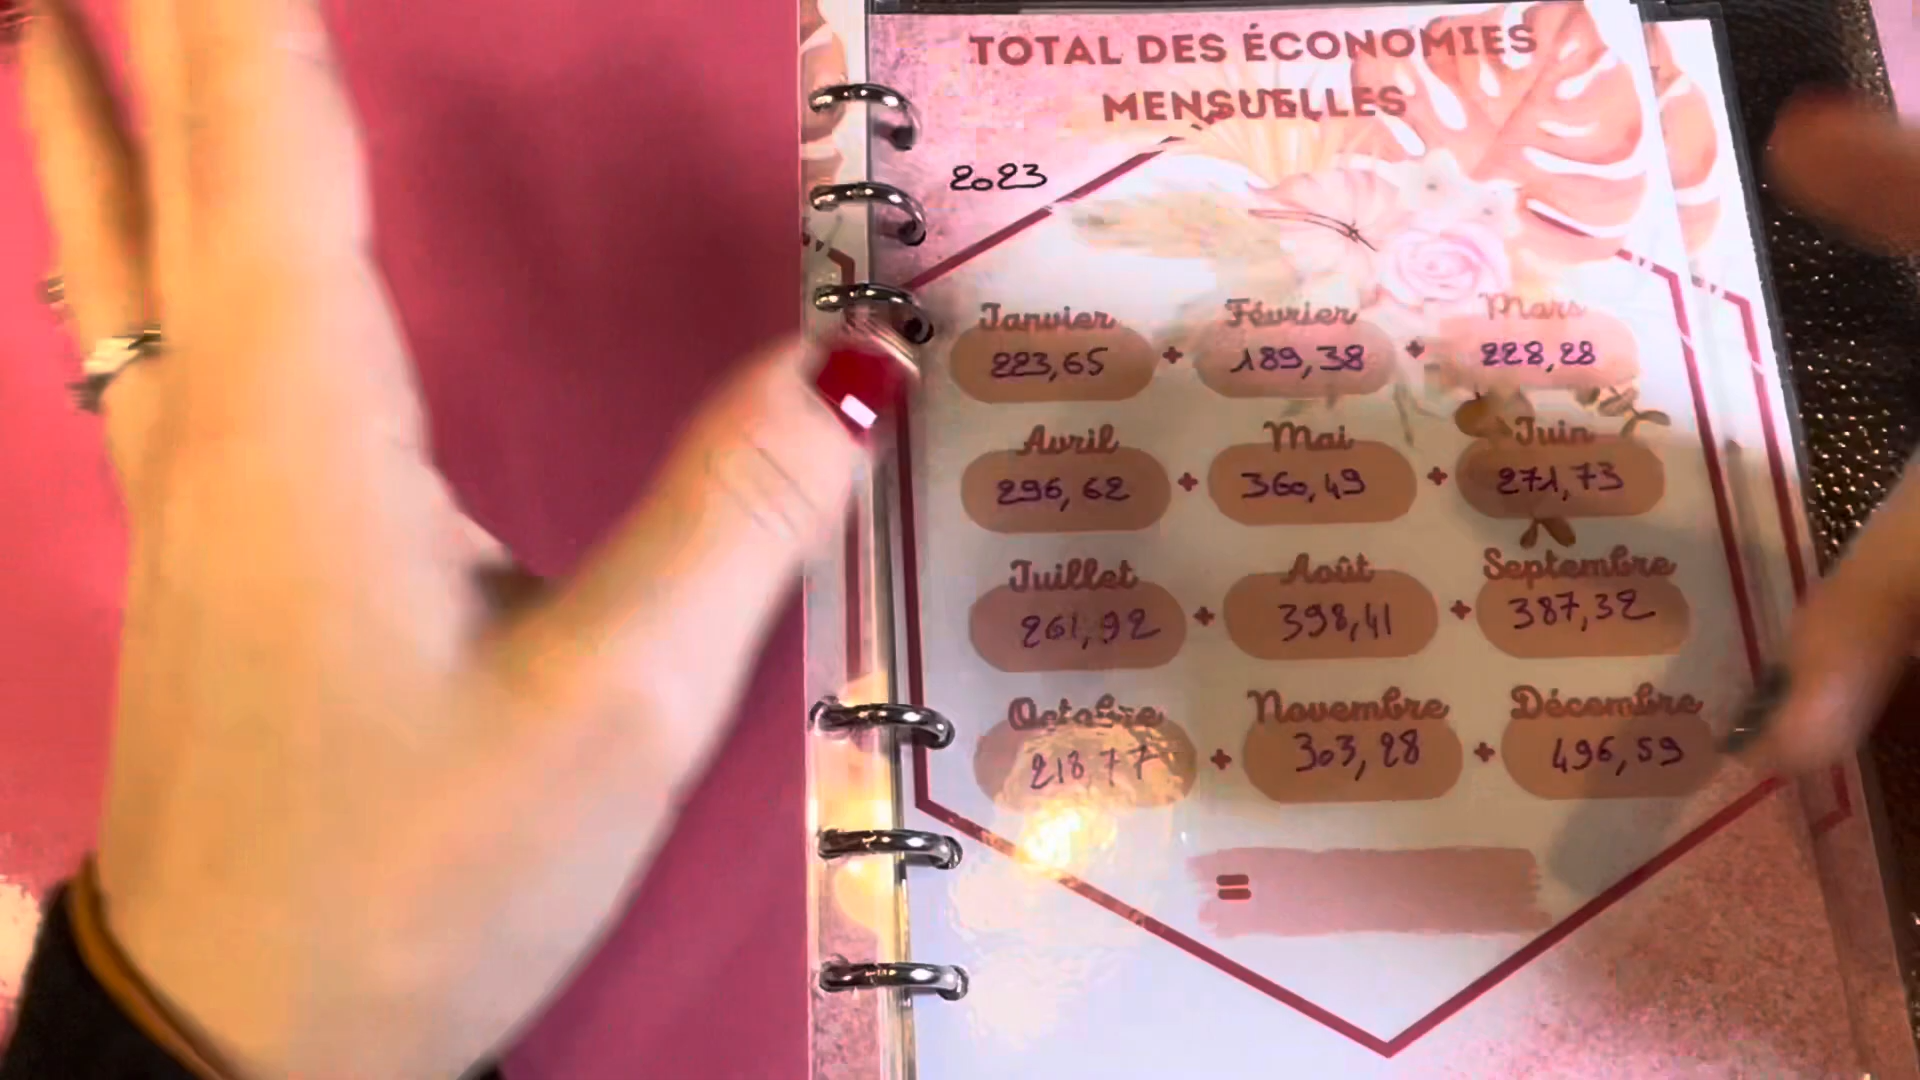 TOTAL DES ÉCONOMIES
MENSUELLES
2023
Janvier Février Mars
223,65 + 189,38 + 228,28
Avril Mai Juin
296,62 + 360,49 + 271,73
Juillet Août Septembre
261,92 + 398,41 + 387,32
Octobre Novembre Décembre
218,77 + 303,28 + 496,59
=